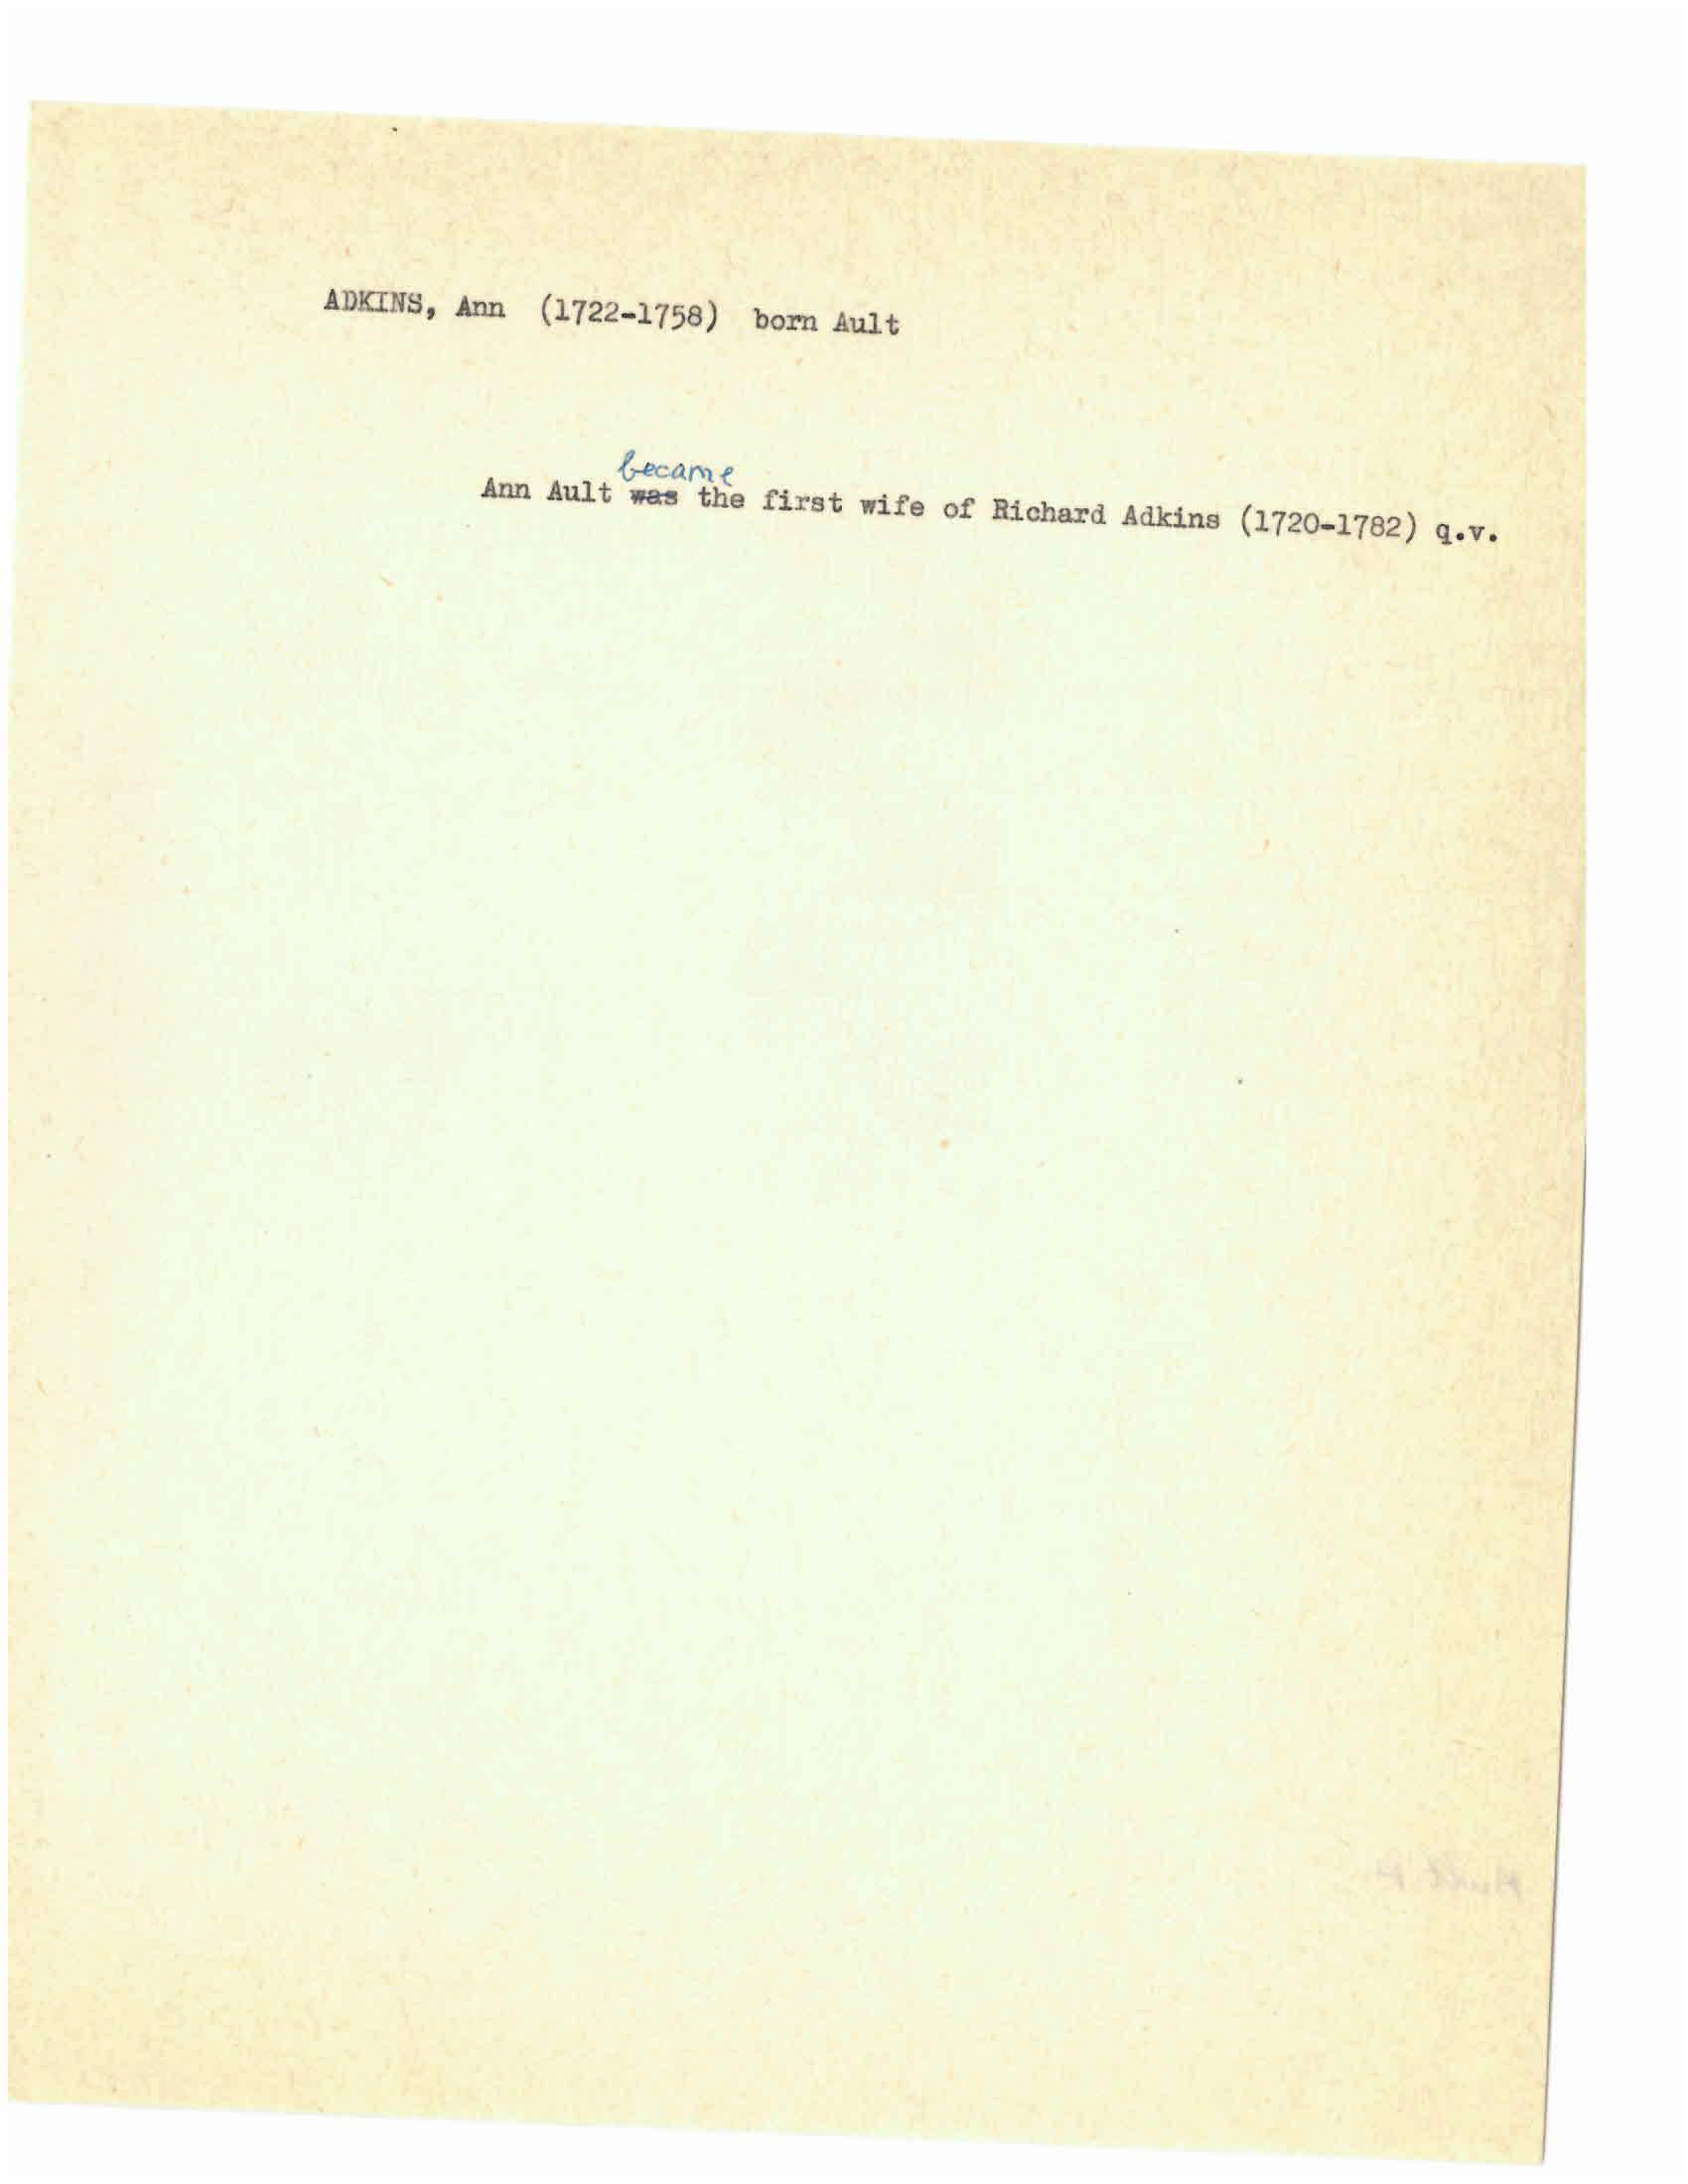 ADKINS, Ann (1722-1758) born Ault
became
Ann Ault was the first wife of Richard Adkins (1720-1782) q.v.